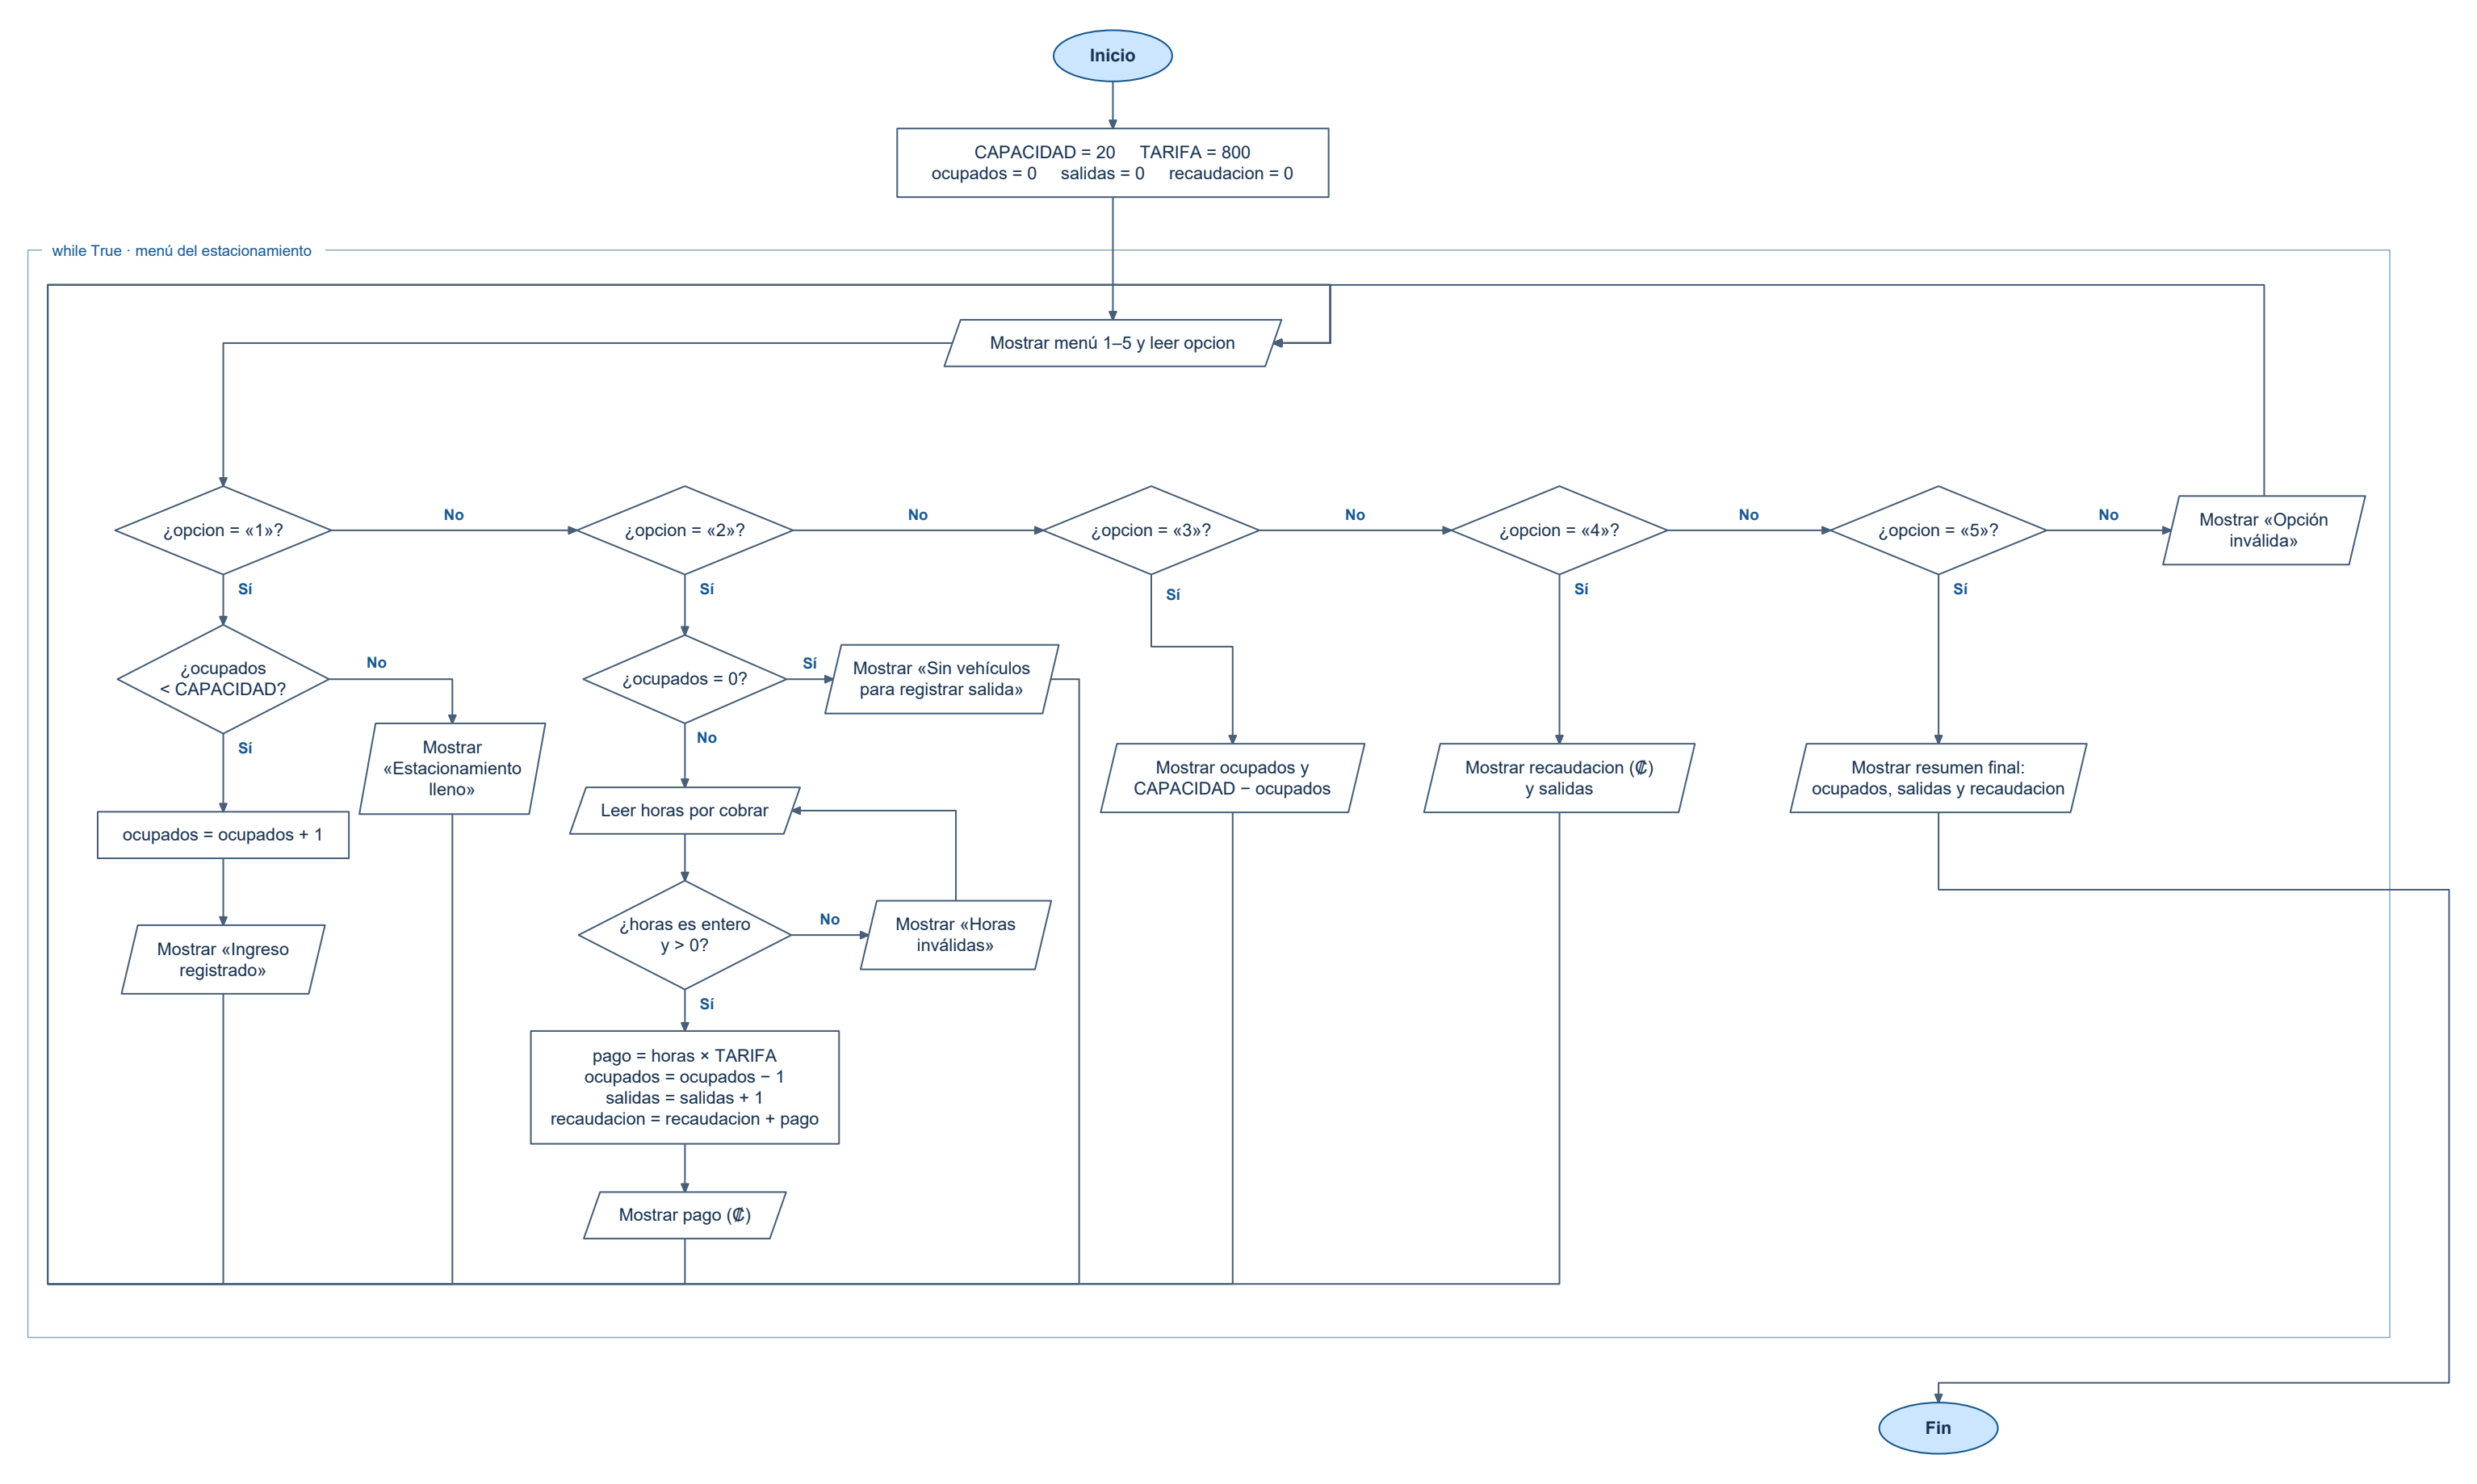 Inicio
CAPACIDAD = 20 TARIFA = 800
ocupados = 0 salidas = 0 recaudacion = 0
while True · menú del estacionamiento
Mostrar menú 1–5 y leer opcion
¿opcion = «1»?
No
¿opcion = «2»?
No
¿opcion = «3»?
No
¿opcion = «4»?
No
¿opcion = «5»?
No
Mostrar «Opción
inválida»
Sí
Sí
Sí
Sí
Sí
¿ocupados
< CAPACIDAD?
No
Mostrar
«Estacionamiento
lleno»
Sí
ocupados = ocupados + 1
Mostrar «Ingreso
registrado»
¿ocupados = 0?
Sí
Mostrar «Sin vehículos
para registrar salida»
No
Leer horas por cobrar
¿horas es entero
y > 0?
No
Mostrar «Horas
inválidas»
Sí
pago = horas × TARIFA
ocupados = ocupados − 1
salidas = salidas + 1
recaudacion = recaudacion + pago
Mostrar pago (₡)
Mostrar ocupados y
CAPACIDAD − ocupados
Mostrar recaudacion (₡)
y salidas
Mostrar resumen final:
ocupados, salidas y recaudacion
Fin